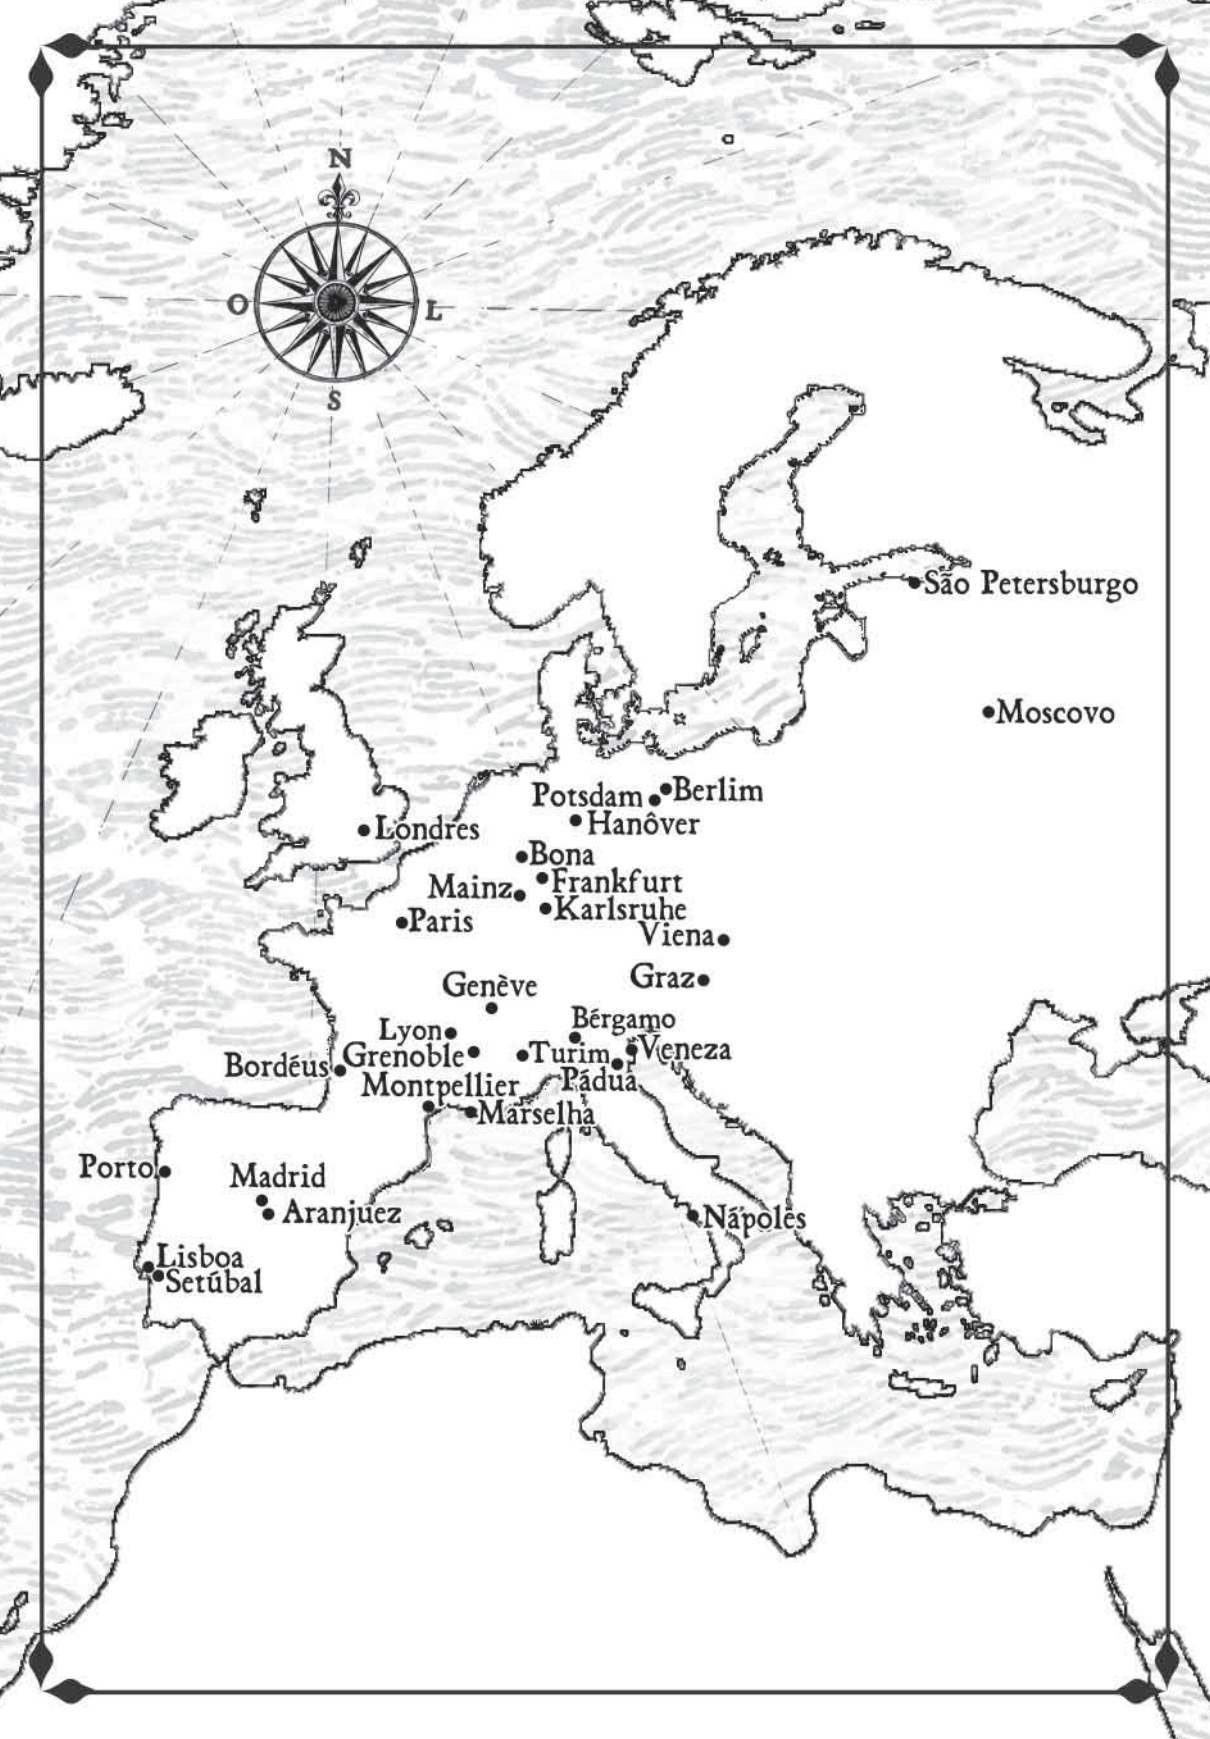 N
O
L
S
São Petersburgo
Moscovo
Berlim
Potsdam
Hanôver
Londres
Bona
Frankfurt
Mainz
Karlsruhe
Paris
Viena
Graz
Genève
Bérgamo
Lyon
Grenoble
Turim
Veneza
Bordéus
Pádua
Montpellier
Marselha
Porto
Madrid
Aranjuez
Nápoles
Lisboa
Setúbal